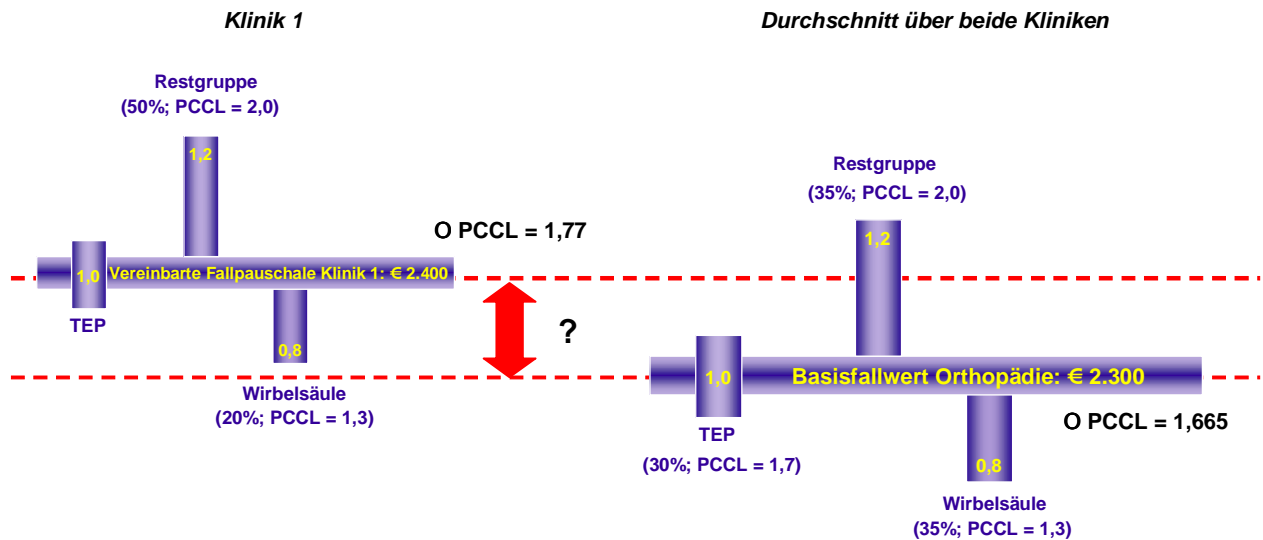 Klinik 1
Restgruppe
(50%; PCCL = 2,0)
1,2
O PCCL = 1,77
1,0
Vereinbarte Fallpauschale Klinik 1: € 2.400
TEP
0,8
Wirbelsäule
(20%; PCCL = 1,3)
?
Durchschnitt über beide Kliniken
Restgruppe
(35%; PCCL = 2,0)
1,2
1,0
Basisfallwert Orthopädie: € 2.300
TEP
(30%; PCCL = 1,7)
O PCCL = 1,665
0,8
Wirbelsäule
(35%; PCCL = 1,3)